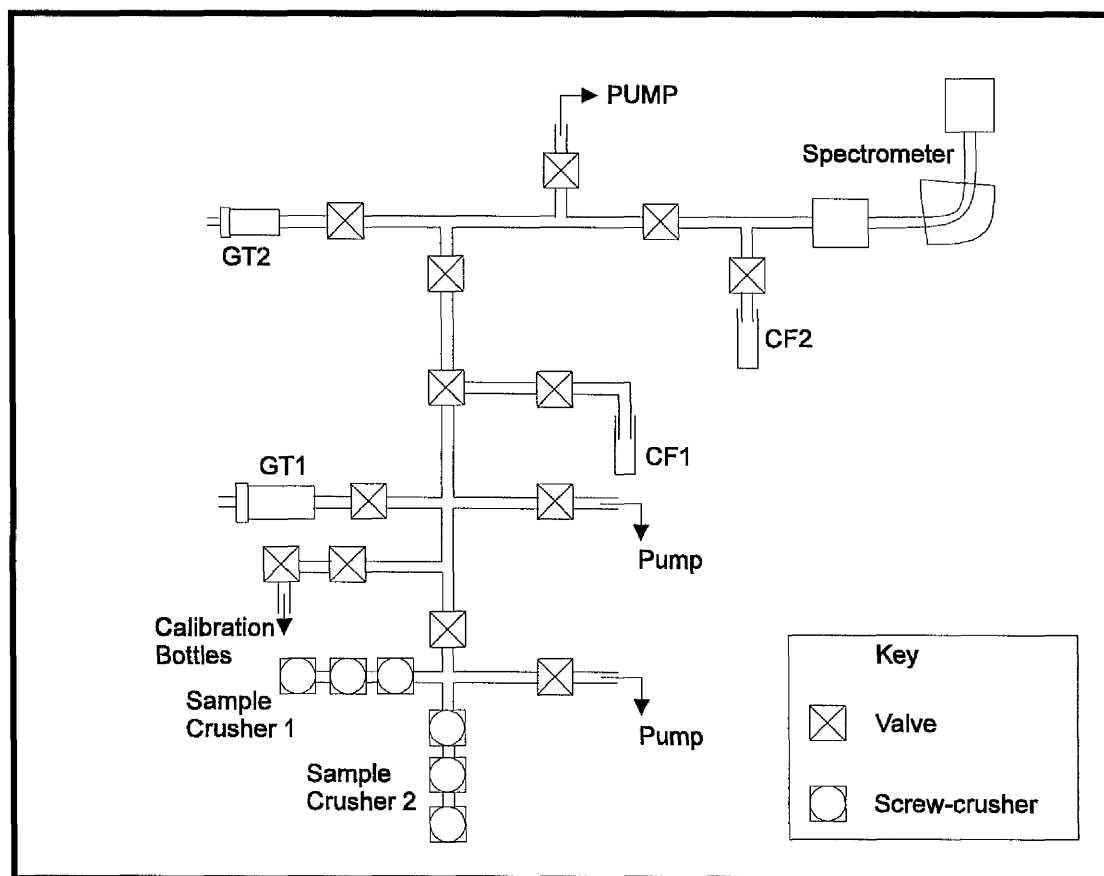 PUMP
Spectrometer
GT2
CF2
GT1
CF1
Pump
Calibration
Bottles
Sample
Crusher 1
Pump
Sample
Crusher 2
Key
Valve
Screw-crusher